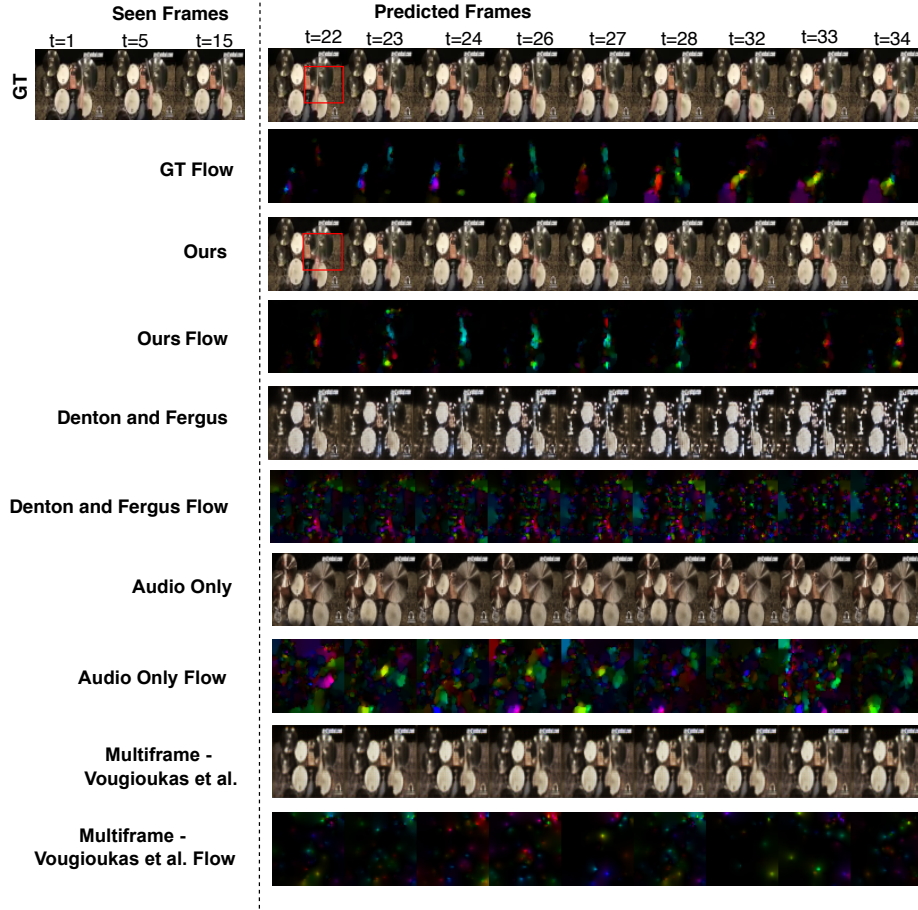 Seen Frames
Predicted Frames
t=1 t=5 t=15
t=22 t=23 t=24 t=26 t=27 t=28 t=32 t=33 t=34
GT
GT Flow
Ours
Ours Flow
Denton and Fergus
Denton and Fergus Flow
Audio Only
Audio Only Flow
Multiframe -
Vougioukas et al.
Multiframe -
Vougioukas et al. Flow